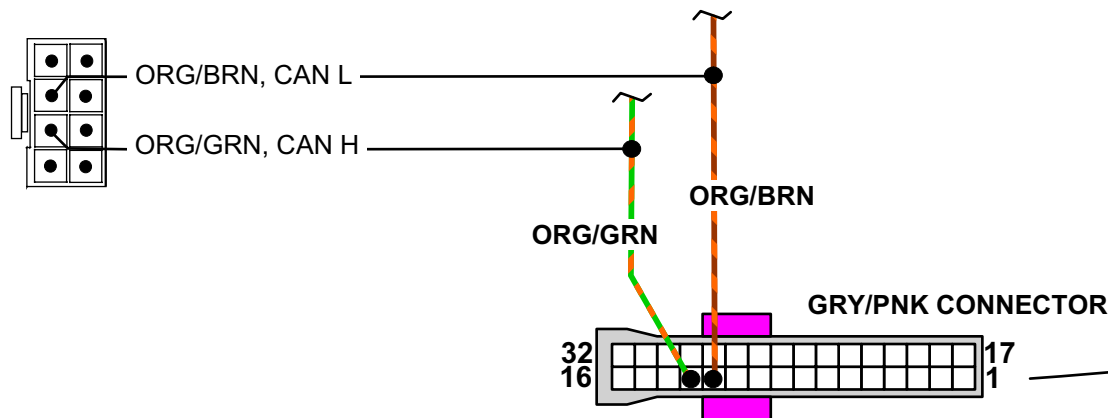 ORG/BRN, CAN L
ORG/GRN, CAN H
ORG/BRN
ORG/GRN
GRY/PNK CONNECTOR
32
17
16
1